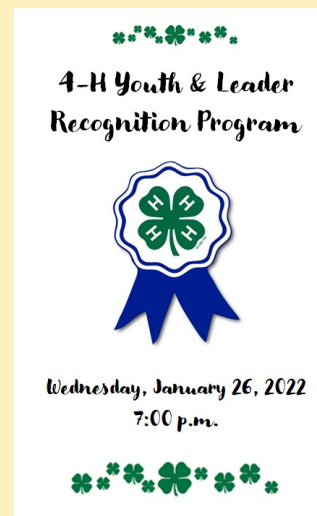 4-H Youth & Leader
Recognition Program
H H
H H
Wednesday, January 26, 2022
7:00 p.m.